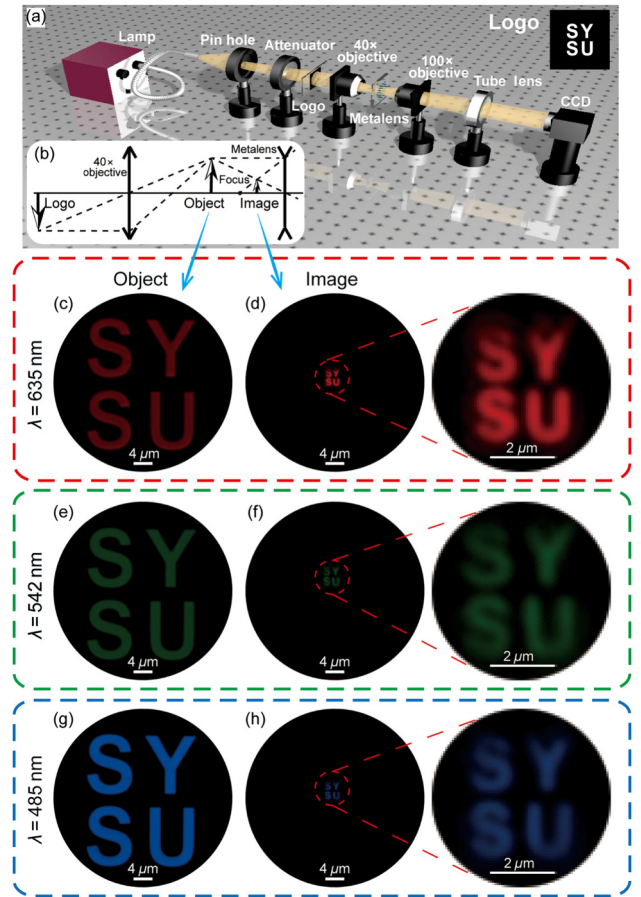 (a)
Logo
SY
SU
Lamp
Pin hole
Attenuator
Logo
40×
objective
Metalens
100×
objective
Tube lens
CCD
(b)
40×
objective
Metalens
Focus
Logo
Object
Image
Object
Image
λ = 635 nm
(c)
SY
SU
4 µm
(d)
SY
SU
4 µm
SY
SU
2 µm
λ = 542 nm
(e)
SY
SU
4 µm
(f)
SY
SU
4 µm
SY
SU
2 µm
λ = 485 nm
(g)
SY
SU
4 µm
(h)
SY
SU
4 µm
SY
SU
2 µm